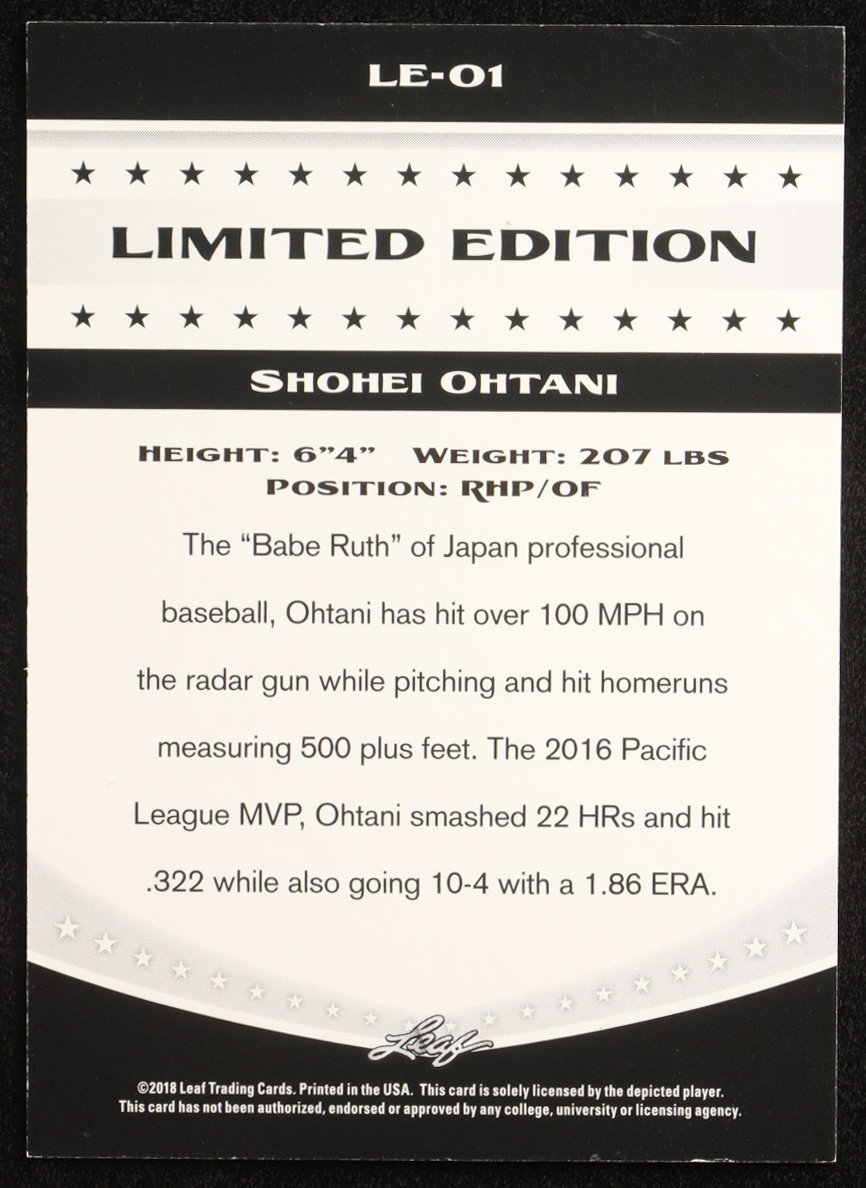 LE-01
LIMITED EDITION
SHOHEI OHTANI
HEIGHT: 6”4” WEIGHT: 207 LBS
POSITION: RHP/OF
The “Babe Ruth” of Japan professional
baseball, Ohtani has hit over 100 MPH on
the radar gun while pitching and hit homeruns
measuring 500 plus feet. The 2016 Pacific
League MVP, Ohtani smashed 22 HRs and hit
.322 while also going 10-4 with a 1.86 ERA.
Leaf
©2018 Leaf Trading Cards. Printed in the USA. This card is solely licensed by the depicted player.
This card has not been authorized, endorsed or approved by any college, university or licensing agency.